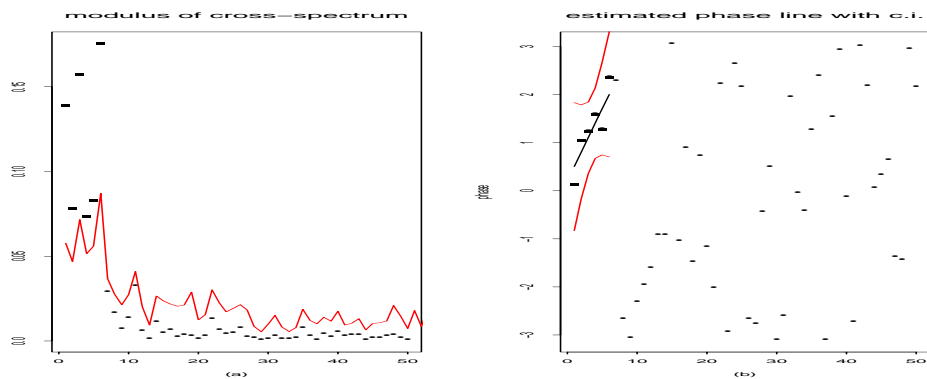 modulus of cross-spectrum
0.15
0.10
0.05
0.0
0 10 20 30 40 50
(a)
estimated phase line with c.i.
phase
3
2
1
0
-1
-2
-3
0 10 20 30 40 50
(b)